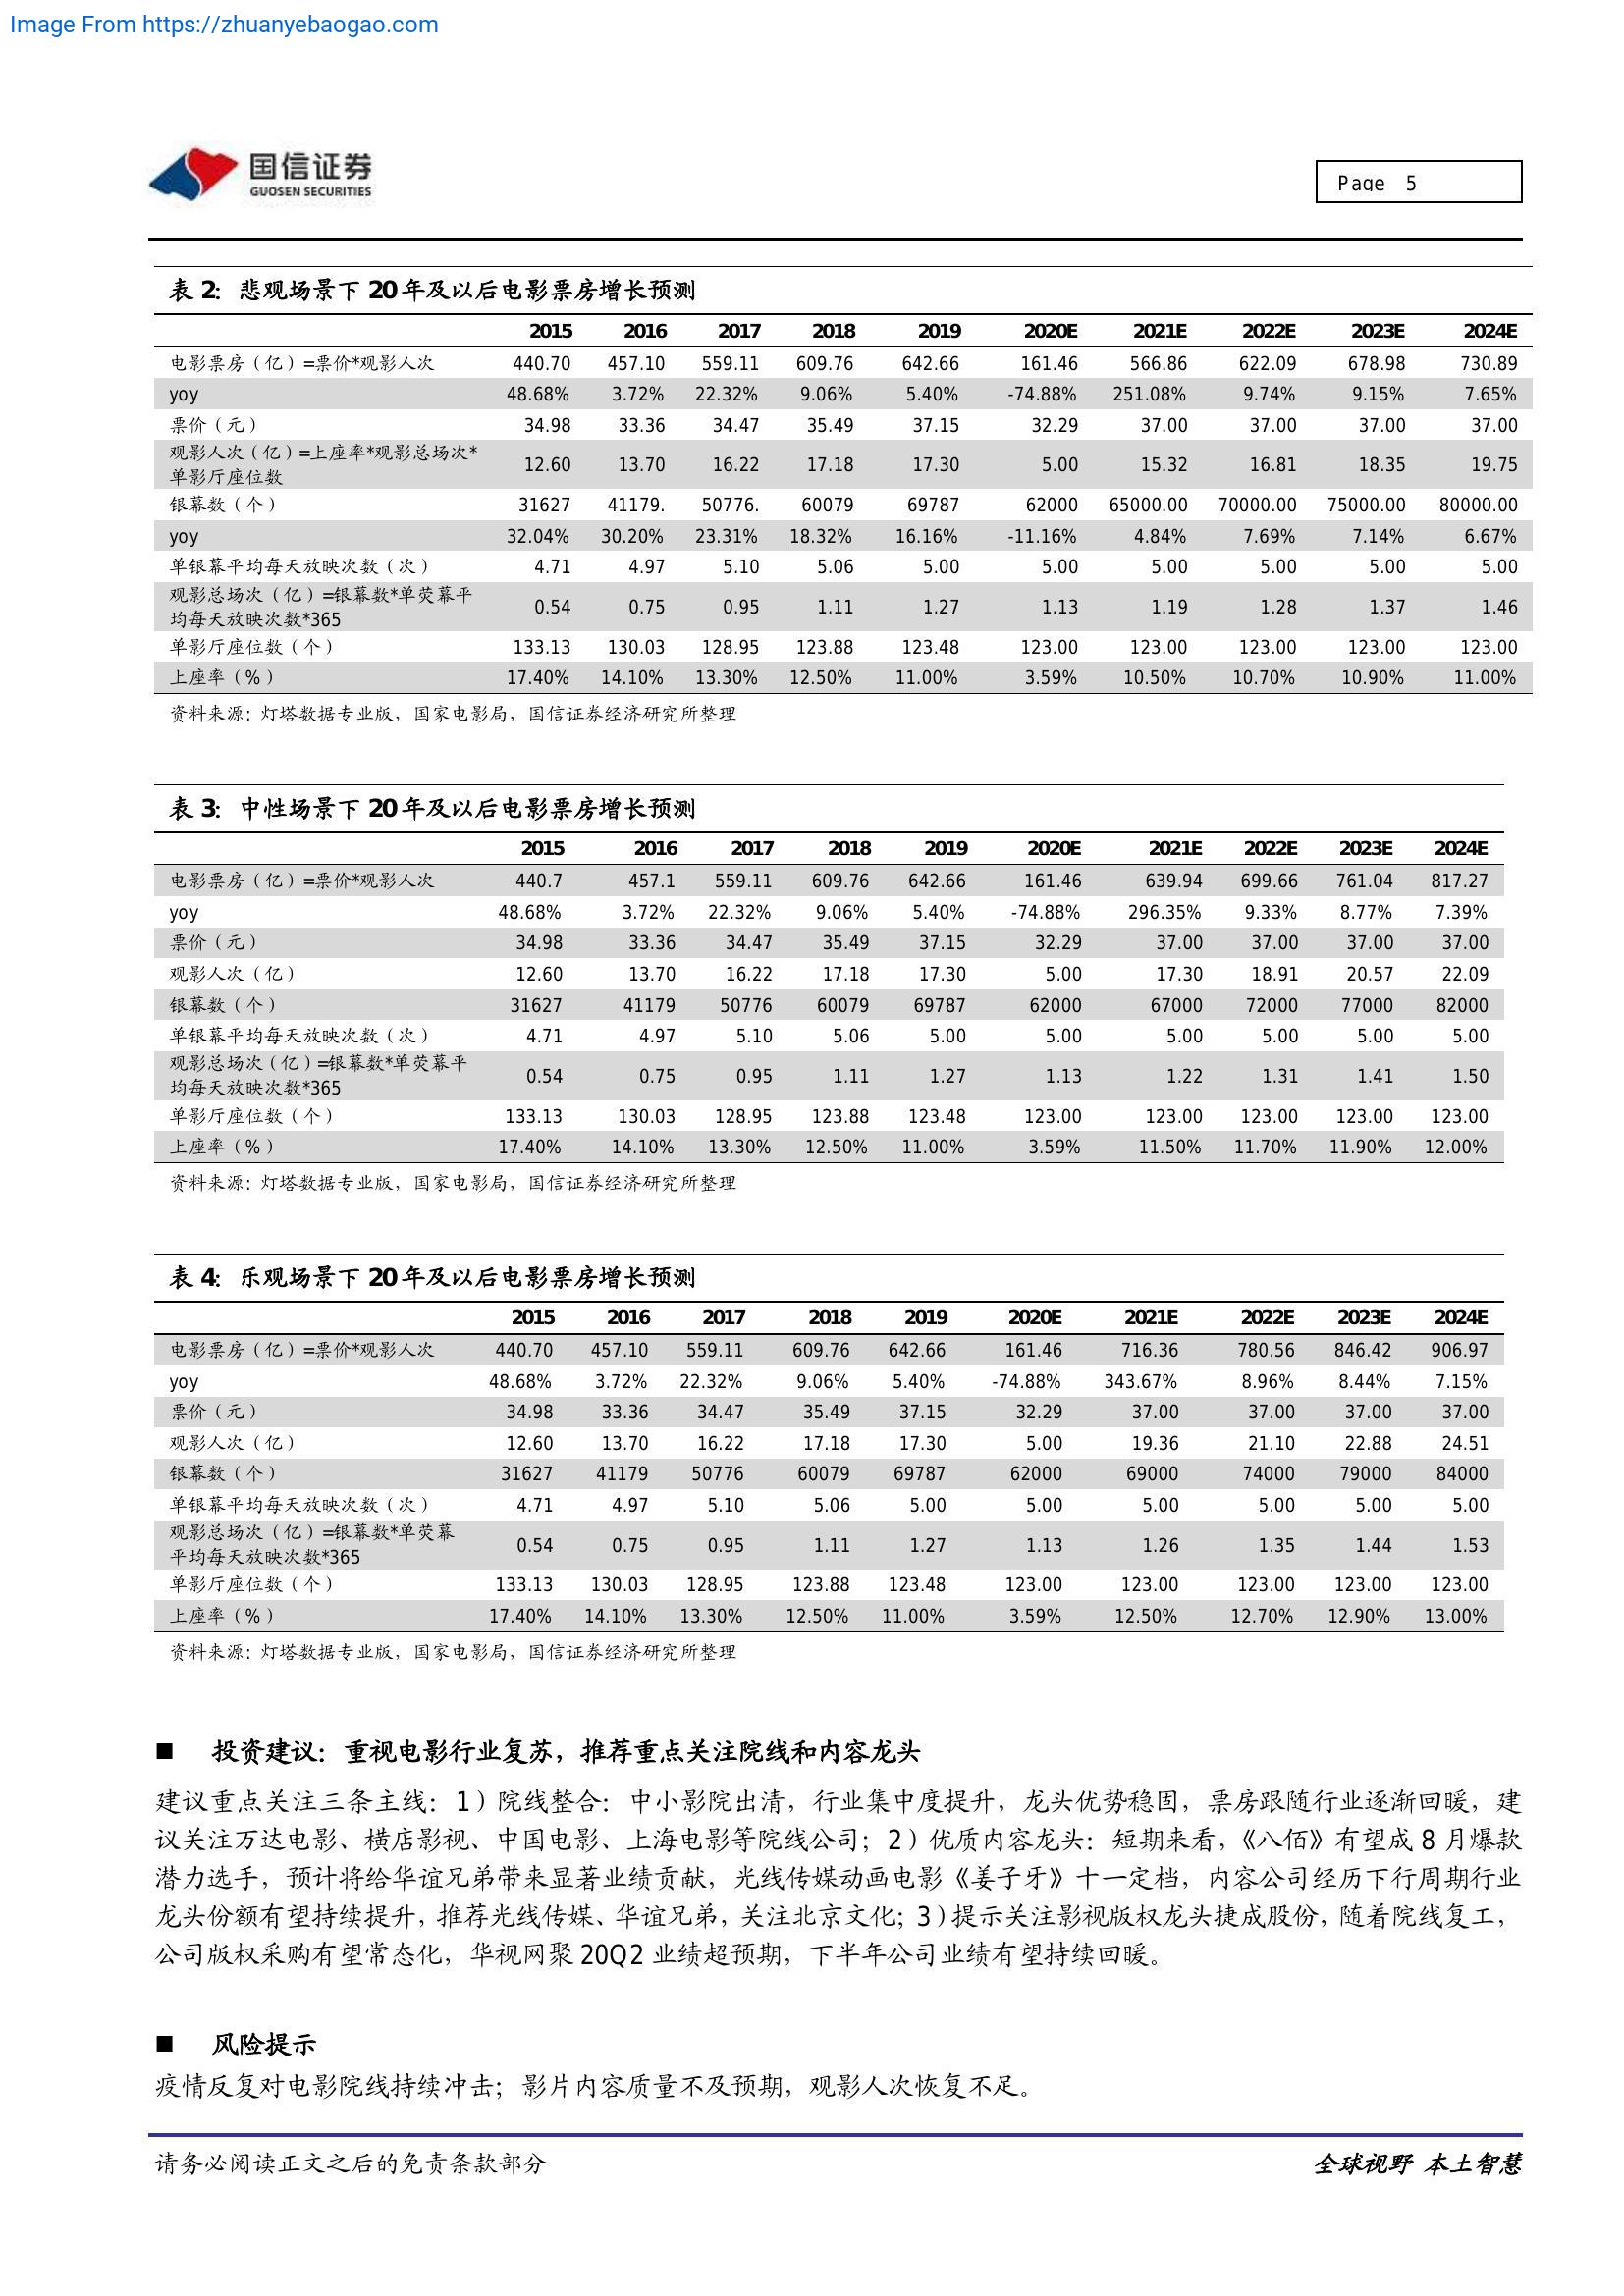 Image From https://zhuanyebaogao.com
国信证券
GUOSEN SECURITIES
Page 5
表 2：悲观场景下 20 年及以后电影票房增长预测
2015 2016 2017 2018 2019 2020E 2021E 2022E 2023E 2024E
电影票房（亿）=票价*观影人次 440.70 457.10 559.11 609.76 642.66 161.46 566.86 622.09 678.98 730.89
yoy 48.68% 3.72% 22.32% 9.06% 5.40% -74.88% 251.08% 9.74% 9.15% 7.65%
票价（元） 34.98 33.36 34.47 35.49 37.15 32.29 37.00 37.00 37.00 37.00
观影人次（亿）=上座率*观影总场次*
单影厅座位数 12.60 13.70 16.22 17.18 17.30 5.00 15.32 16.81 18.35 19.75
银幕数（个） 31627 41179. 50776. 60079 69787 62000 65000.00 70000.00 75000.00 80000.00
yoy 32.04% 30.20% 23.31% 18.32% 16.16% -11.16% 4.84% 7.69% 7.14% 6.67%
单银幕平均每天放映次数（次） 4.71 4.97 5.10 5.06 5.00 5.00 5.00 5.00 5.00 5.00
观影总场次（亿）=银幕数*单荧幕平
均每天放映次数*365 0.54 0.75 0.95 1.11 1.27 1.13 1.19 1.28 1.37 1.46
单影厅座位数（个） 133.13 130.03 128.95 123.88 123.48 123.00 123.00 123.00 123.00 123.00
上座率（%） 17.40% 14.10% 13.30% 12.50% 11.00% 3.59% 10.50% 10.70% 10.90% 11.00%
资料来源：灯塔数据专业版，国家电影局，国信证券经济研究所整理
表 3：中性场景下 20 年及以后电影票房增长预测
2015 2016 2017 2018 2019 2020E 2021E 2022E 2023E 2024E
电影票房（亿）=票价*观影人次 440.7 457.1 559.11 609.76 642.66 161.46 639.94 699.66 761.04 817.27
yoy 48.68% 3.72% 22.32% 9.06% 5.40% -74.88% 296.35% 9.33% 8.77% 7.39%
票价（元） 34.98 33.36 34.47 35.49 37.15 32.29 37.00 37.00 37.00 37.00
观影人次（亿） 12.60 13.70 16.22 17.18 17.30 5.00 17.30 18.91 20.57 22.09
银幕数（个） 31627 41179 50776 60079 69787 62000 67000 72000 77000 82000
单银幕平均每天放映次数（次） 4.71 4.97 5.10 5.06 5.00 5.00 5.00 5.00 5.00 5.00
观影总场次（亿）=银幕数*单荧幕平
均每天放映次数*365 0.54 0.75 0.95 1.11 1.27 1.13 1.22 1.31 1.41 1.50
单影厅座位数（个） 133.13 130.03 128.95 123.88 123.48 123.00 123.00 123.00 123.00 123.00
上座率（%） 17.40% 14.10% 13.30% 12.50% 11.00% 3.59% 11.50% 11.70% 11.90% 12.00%
资料来源：灯塔数据专业版，国家电影局，国信证券经济研究所整理
表 4：乐观场景下 20 年及以后电影票房增长预测
2015 2016 2017 2018 2019 2020E 2021E 2022E 2023E 2024E
电影票房（亿）=票价*观影人次 440.70 457.10 559.11 609.76 642.66 161.46 716.36 780.56 846.42 906.97
yoy 48.68% 3.72% 22.32% 9.06% 5.40% -74.88% 343.67% 8.96% 8.44% 7.15%
票价（元） 34.98 33.36 34.47 35.49 37.15 32.29 37.00 37.00 37.00 37.00
观影人次（亿） 12.60 13.70 16.22 17.18 17.30 5.00 19.36 21.10 22.88 24.51
银幕数（个） 31627 41179 50776 60079 69787 62000 69000 74000 79000 84000
单银幕平均每天放映次数（次） 4.71 4.97 5.10 5.06 5.00 5.00 5.00 5.00 5.00 5.00
观影总场次（亿）=银幕数*单荧幕
平均每天放映次数*365 0.54 0.75 0.95 1.11 1.27 1.13 1.26 1.35 1.44 1.53
单影厅座位数（个） 133.13 130.03 128.95 123.88 123.48 123.00 123.00 123.00 123.00 123.00
上座率（%） 17.40% 14.10% 13.30% 12.50% 11.00% 3.59% 12.50% 12.70% 12.90% 13.00%
资料来源：灯塔数据专业版，国家电影局，国信证券经济研究所整理
■ 投资建议：重视电影行业复苏，推荐重点关注院线和内容龙头
建议重点关注三条主线：1）院线整合：中小影院出清，行业集中度提升，龙头优势稳固，票房跟随行业逐渐回暖，建
议关注万达电影、横店影视、中国电影、上海电影等院线公司；2）优质内容龙头：短期来看，《八佰》有望成 8 月爆款
潜力选手，预计将给华谊兄弟带来显著业绩贡献，光线传媒动画电影《姜子牙》十一定档，内容公司经历下行周期行业
龙头份额有望持续提升，推荐光线传媒、华谊兄弟，关注北京文化；3）提示关注影视版权龙头捷成股份，随着院线复工，
公司版权采购有望常态化，华视网聚 20Q2 业绩超预期，下半年公司业绩有望持续回暖。
■ 风险提示
疫情反复对电影院线持续冲击；影片内容质量不及预期，观影人次恢复不足。
请务必阅读正文之后的免责条款部分
全球视野 本土智慧